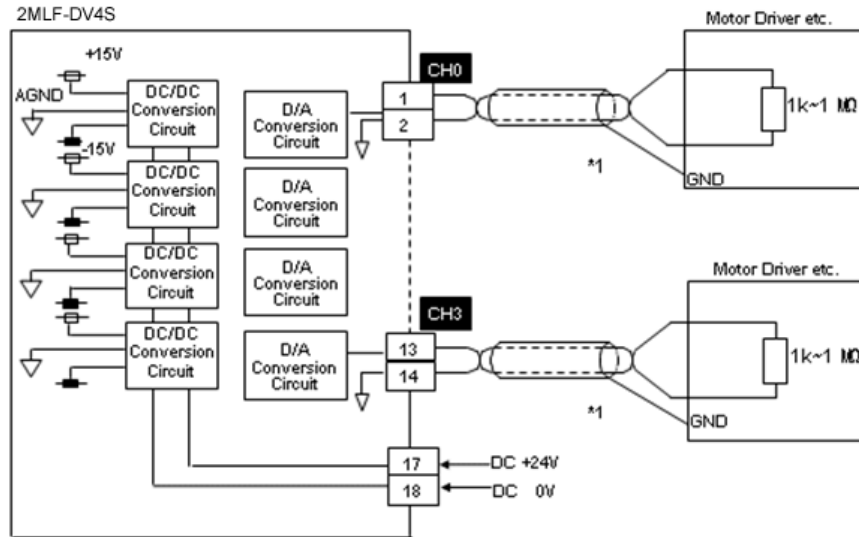 2MLF-DV4S
Motor Driver etc.
+15V
CH0
DC/DC
Conversion
Circuit
AGND
D/A
Conversion
Circuit
1
2
1k~1 MΩ
-15V
DC/DC
Conversion
Circuit
*1
GND
D/A
Conversion
Circuit
DC/DC
Conversion
Circuit
D/A
Conversion
Circuit
Motor Driver etc.
CH3
DC/DC
Conversion
Circuit
D/A
Conversion
Circuit
13
14
1k~1 MΩ
*1
GND
17
DC +24V
18
DC 0V